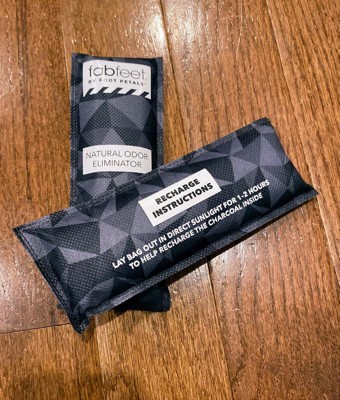 fabfeet.
BY FOOT PETALS
NATURAL ODOR
ELIMINATOR
RECHARGE
INSTRUCTIONS
LAY BAG OUT IN DIRECT SUNLIGHT FOR 1-2 HOURS
TO HELP RECHARGE THE CHARCOAL INSIDE